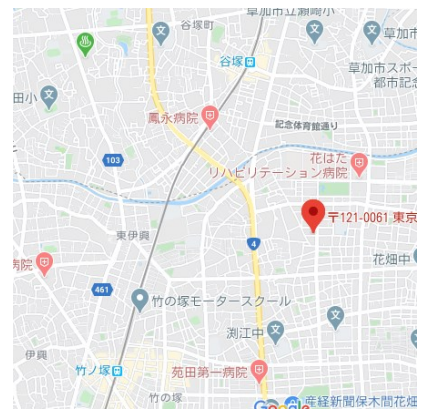 草加市立瀬崎小
谷塚町
草加市
谷塚
草加市スポー
都市記念
田小
鳳永病院
記念体育館通り
103
花はた
リハビリテーション病院
〒121-0061 東京
東伊興
4
花畑中
病院
461
竹の塚モータースクール
渕江中
伊興
竹ノ塚
苑田第一病院
竹の塚
Google
産経新聞保木間花畑